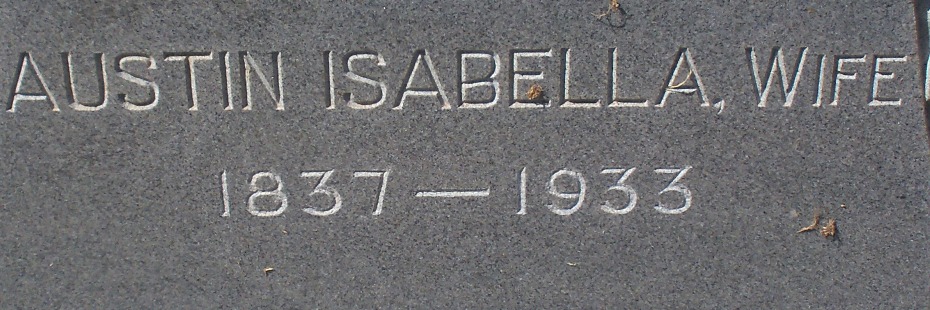 AUSTIN ISABELLA, WIFE
1837—1933